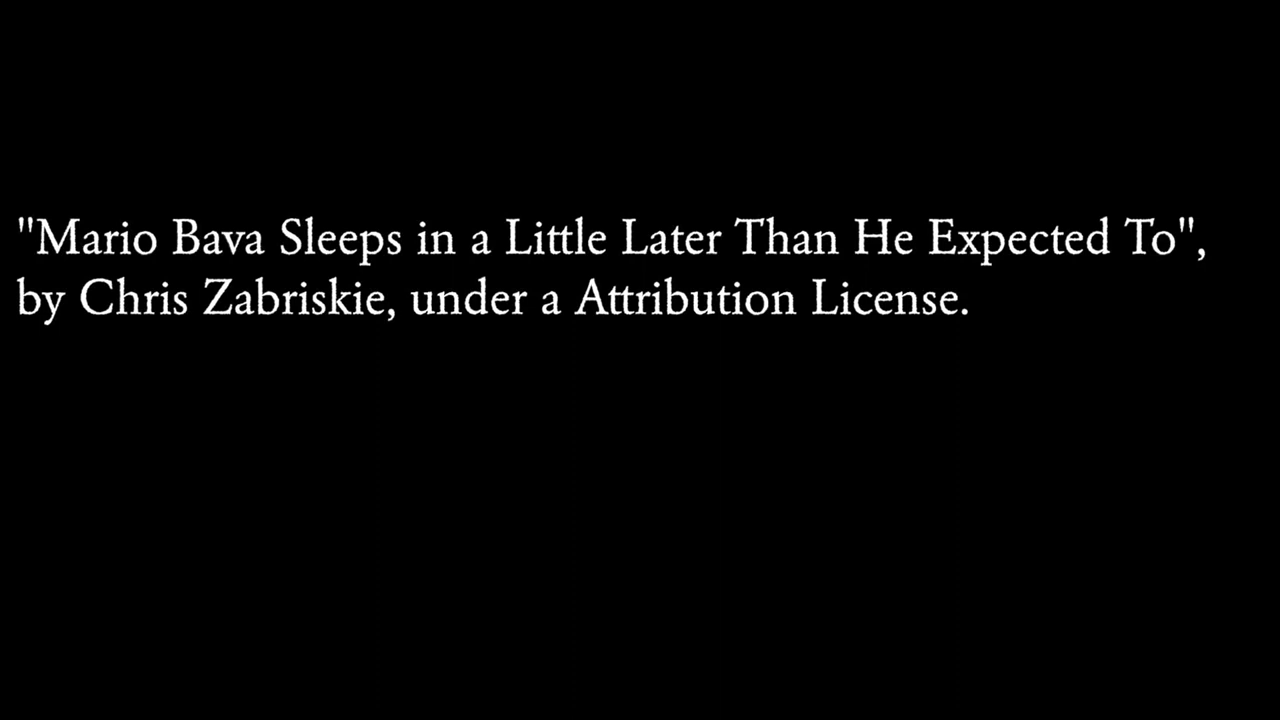 "Mario Bava Sleeps in a Little Later Than He Expected To",
by Chris Zabriskie, under a Attribution License.